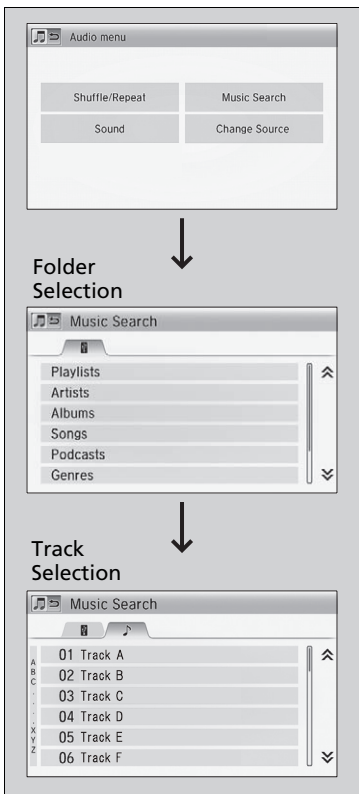 Audio menu
Shuffle/Repeat Music Search
Sound Change Source
Folder
Selection
Music Search
Playlists
Artists
Albums
Songs
Podcasts
Genres
Track
Selection
Music Search
A
B
C
.
.
.
X
Y
Z
01 Track A
02 Track B
03 Track C
04 Track D
05 Track E
06 Track F